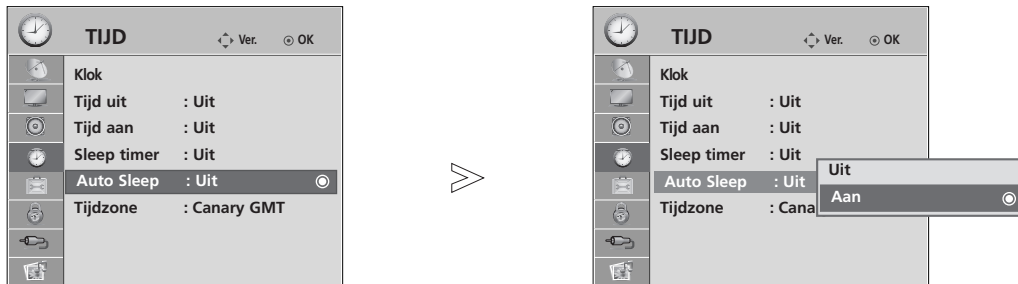 TIJD Ver. OK
Klok
Tijd uit : Uit
Tijd aan : Uit
Sleep timer : Uit
Auto Sleep : Uit
Tijdzone : Canary GMT
TIJD Ver. OK
Klok
Tijd uit : Uit
Tijd aan : Uit
Sleep timer : Uit
Auto Sleep : Uit
Tijdzone : Cana
Uit
Aan